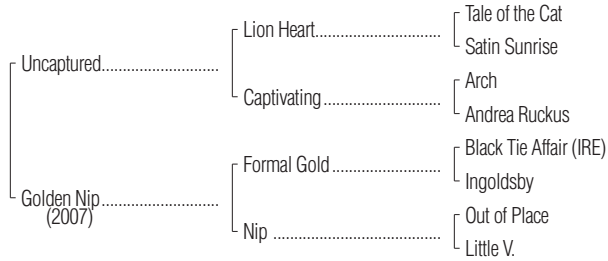 Tale of the Cat
Lion Heart
Satin Sunrise
Uncaptured
Arch
Captivating
Andrea Ruckus
Black Tie Affair (IRE)
Formal Gold
Ingoldsby
Golden Nip
(2007)
Out of Place
Nip
Little V.